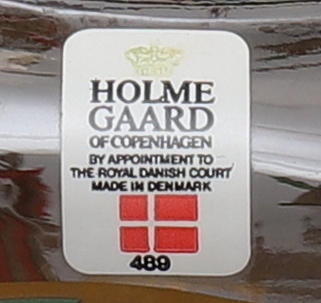 HOLME
GAARD
OF COPENHAGEN
BY APPOINTMENT TO
THE ROYAL DANISH COURT
MADE IN DENMARK
489